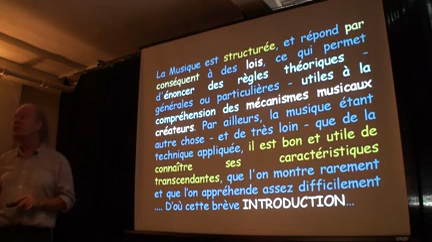 La Musique est structurée, et répond par
conséquent à des lois, ce qui permet
d'énoncer des règles théoriques -
générales ou particulières - utiles à la
compréhension des mécanismes musicaux
créateurs. Par ailleurs, la musique étant
autre chose - et de très loin - que de la
technique appliquée, il est bon et utile de
connaître ses caractéristiques
transcendantes, que l'on montre rarement
et que l'on appréhende assez difficilement
.... D'où cette brève INTRODUCTION...